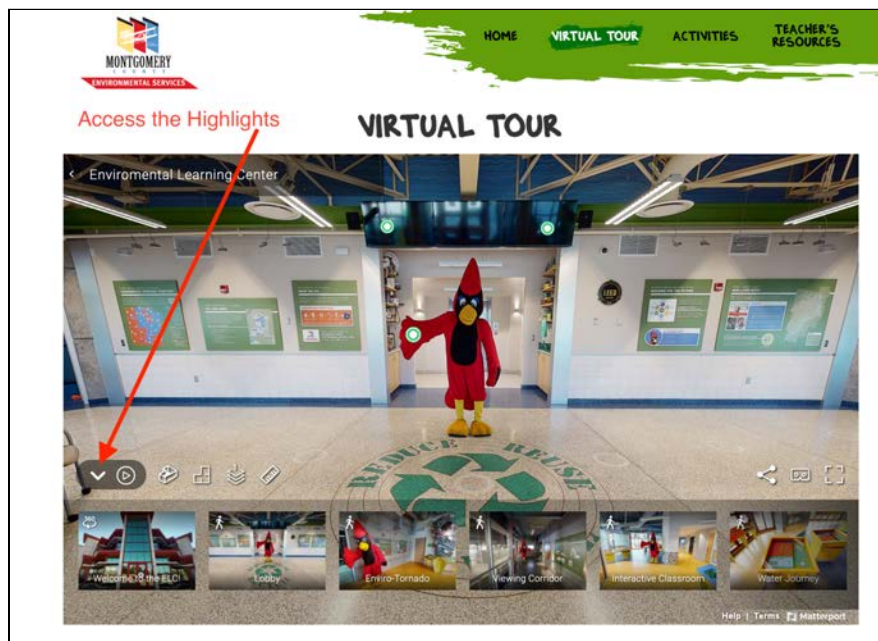 MONTGOMERY
COUNTY
ENVIRONMENTAL SERVICES
HOME
VIRTUAL TOUR
ACTIVITIES
TEACHER'S
RESOURCES
Access the Highlights
VIRTUAL TOUR
Enviromental Learning Center
REDUCE REUSE
360
Welcome to the ELC!
Lobby
Enviro-Tornado
Viewing Corridor
Interactive Classroom
Water Journey
Help | Terms Matterport